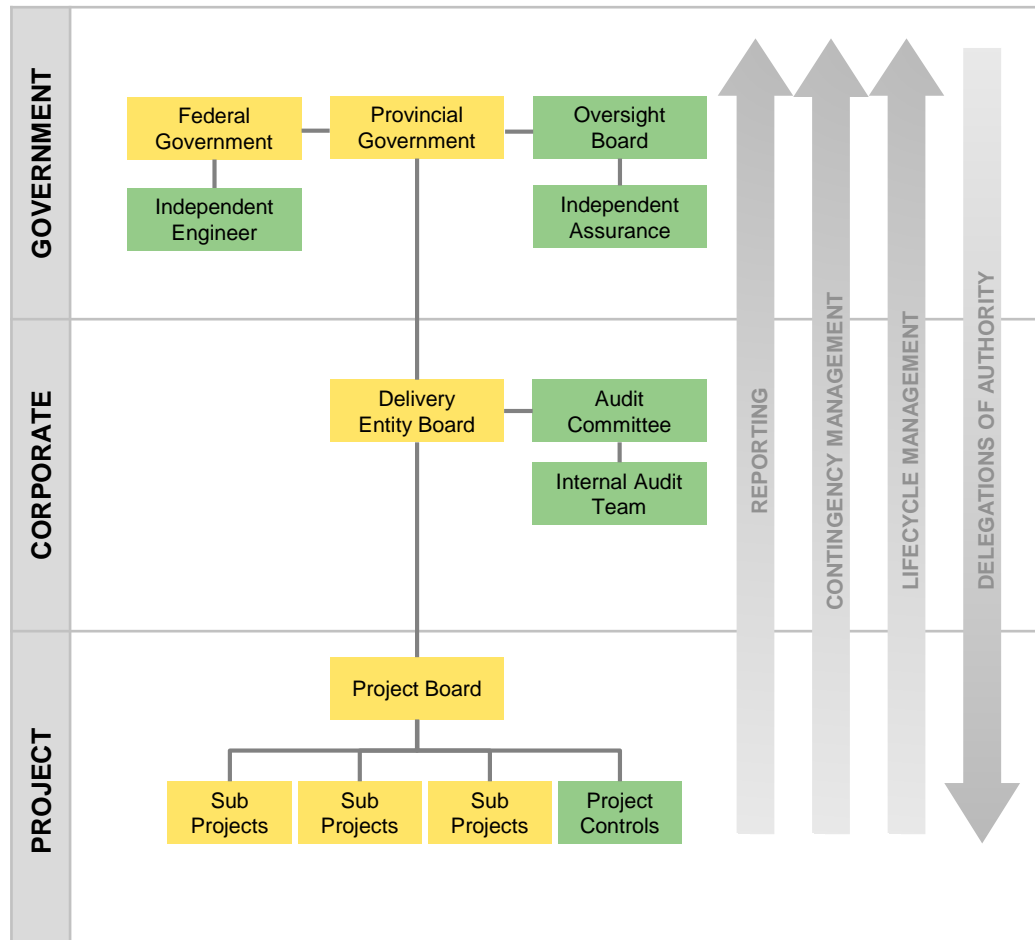 GOVERNMENT
Federal
Government
Provincial
Government
Oversight
Board
Independent
Engineer
Independent
Assurance
CORPORATE
Delivery
Entity Board
Audit
Committee
Internal Audit
Team
PROJECT
Project Board
Sub
Projects
Sub
Projects
Sub
Projects
Project
Controls
REPORTING
CONTINGENCY MANAGEMENT
LIFECYCLE MANAGEMENT
DELEGATIONS OF AUTHORITY